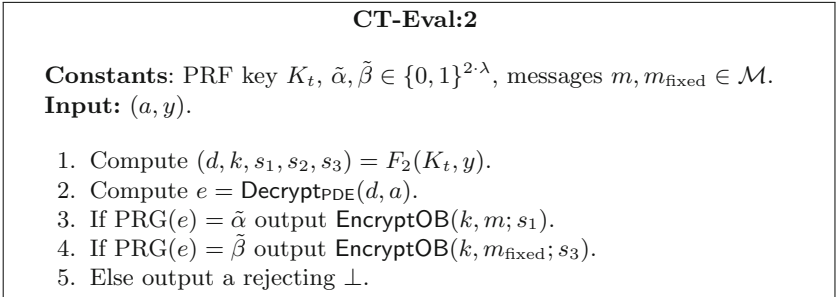 CT-Eval:2
Constants: PRF key K_t, α̃, β̃ ∈ {0, 1}^{2·λ}, messages m, m_fixed ∈ ℳ.
Input: (a, y).
1. Compute (d, k, s_1, s_2, s_3) = F_2(K_t, y).
2. Compute e = Decrypt_PDE(d, a).
3. If PRG(e) = α̃ output EncryptOB(k, m; s_1).
4. If PRG(e) = β̃ output EncryptOB(k, m_fixed; s_3).
5. Else output a rejecting ⊥.